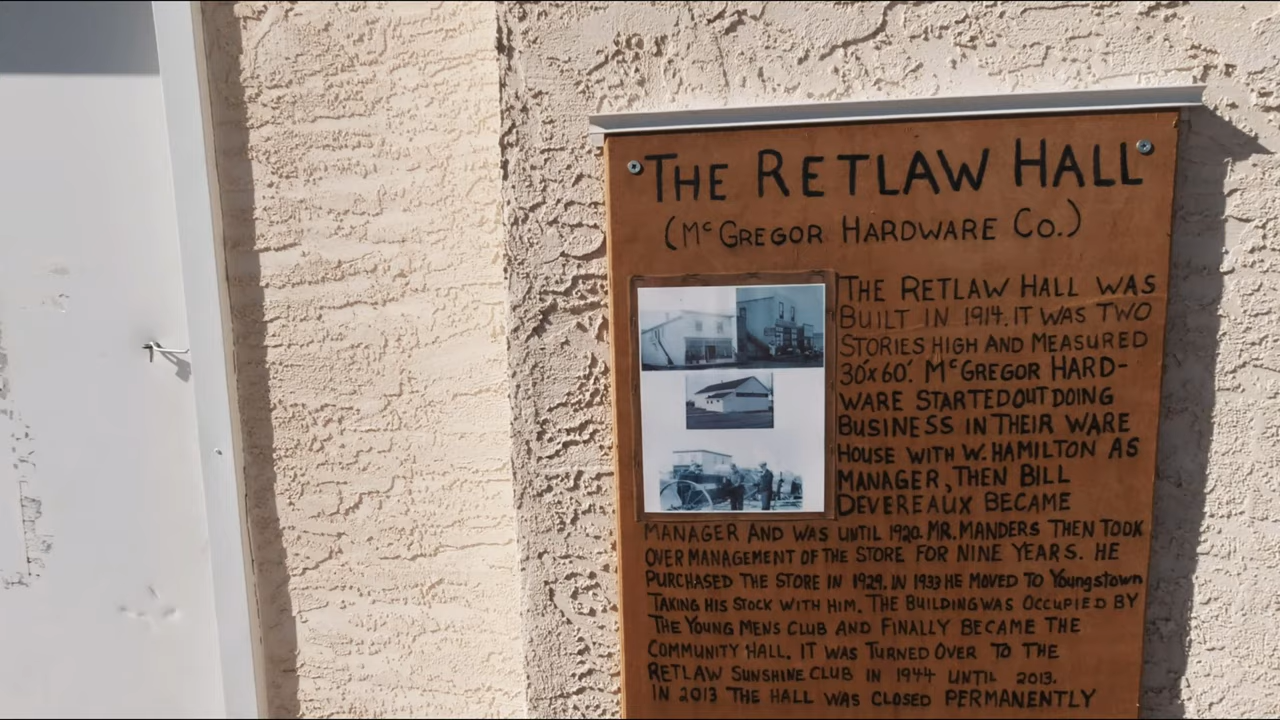 THE RETLAW HALL
(Mc GREGOR HARDWARE CO.)
THE RETLAW HALL WAS
BUILT IN 1914. IT WAS TWO
STORIES HIGH AND MEASURED
30'x60'. McGREGOR HARD-
WARE STARTED OUT DOING
BUSINESS IN THEIR WARE
HOUSE WITH W. HAMILTON AS
MANAGER, THEN BILL
DEVEREAUX BECAME
MANAGER AND WAS UNTIL 1920. MR. MANDERS THEN TOOK
OVER MANAGEMENT OF THE STORE FOR NINE YEARS. HE
PURCHASED THE STORE IN 1929. IN 1933 HE MOVED TO Youngstown
TAKING HIS STOCK WITH HIM. THE BUILDING WAS OCCUPIED BY
THE YOUNG MENS CLUB AND FINALLY BECAME THE
COMMUNITY HALL. IT WAS TURNED OVER TO THE
RETLAW SUNSHINE CLUB IN 1944 UNTIL 2013.
IN 2013 THE HALL WAS CLOSED PERMANENTLY